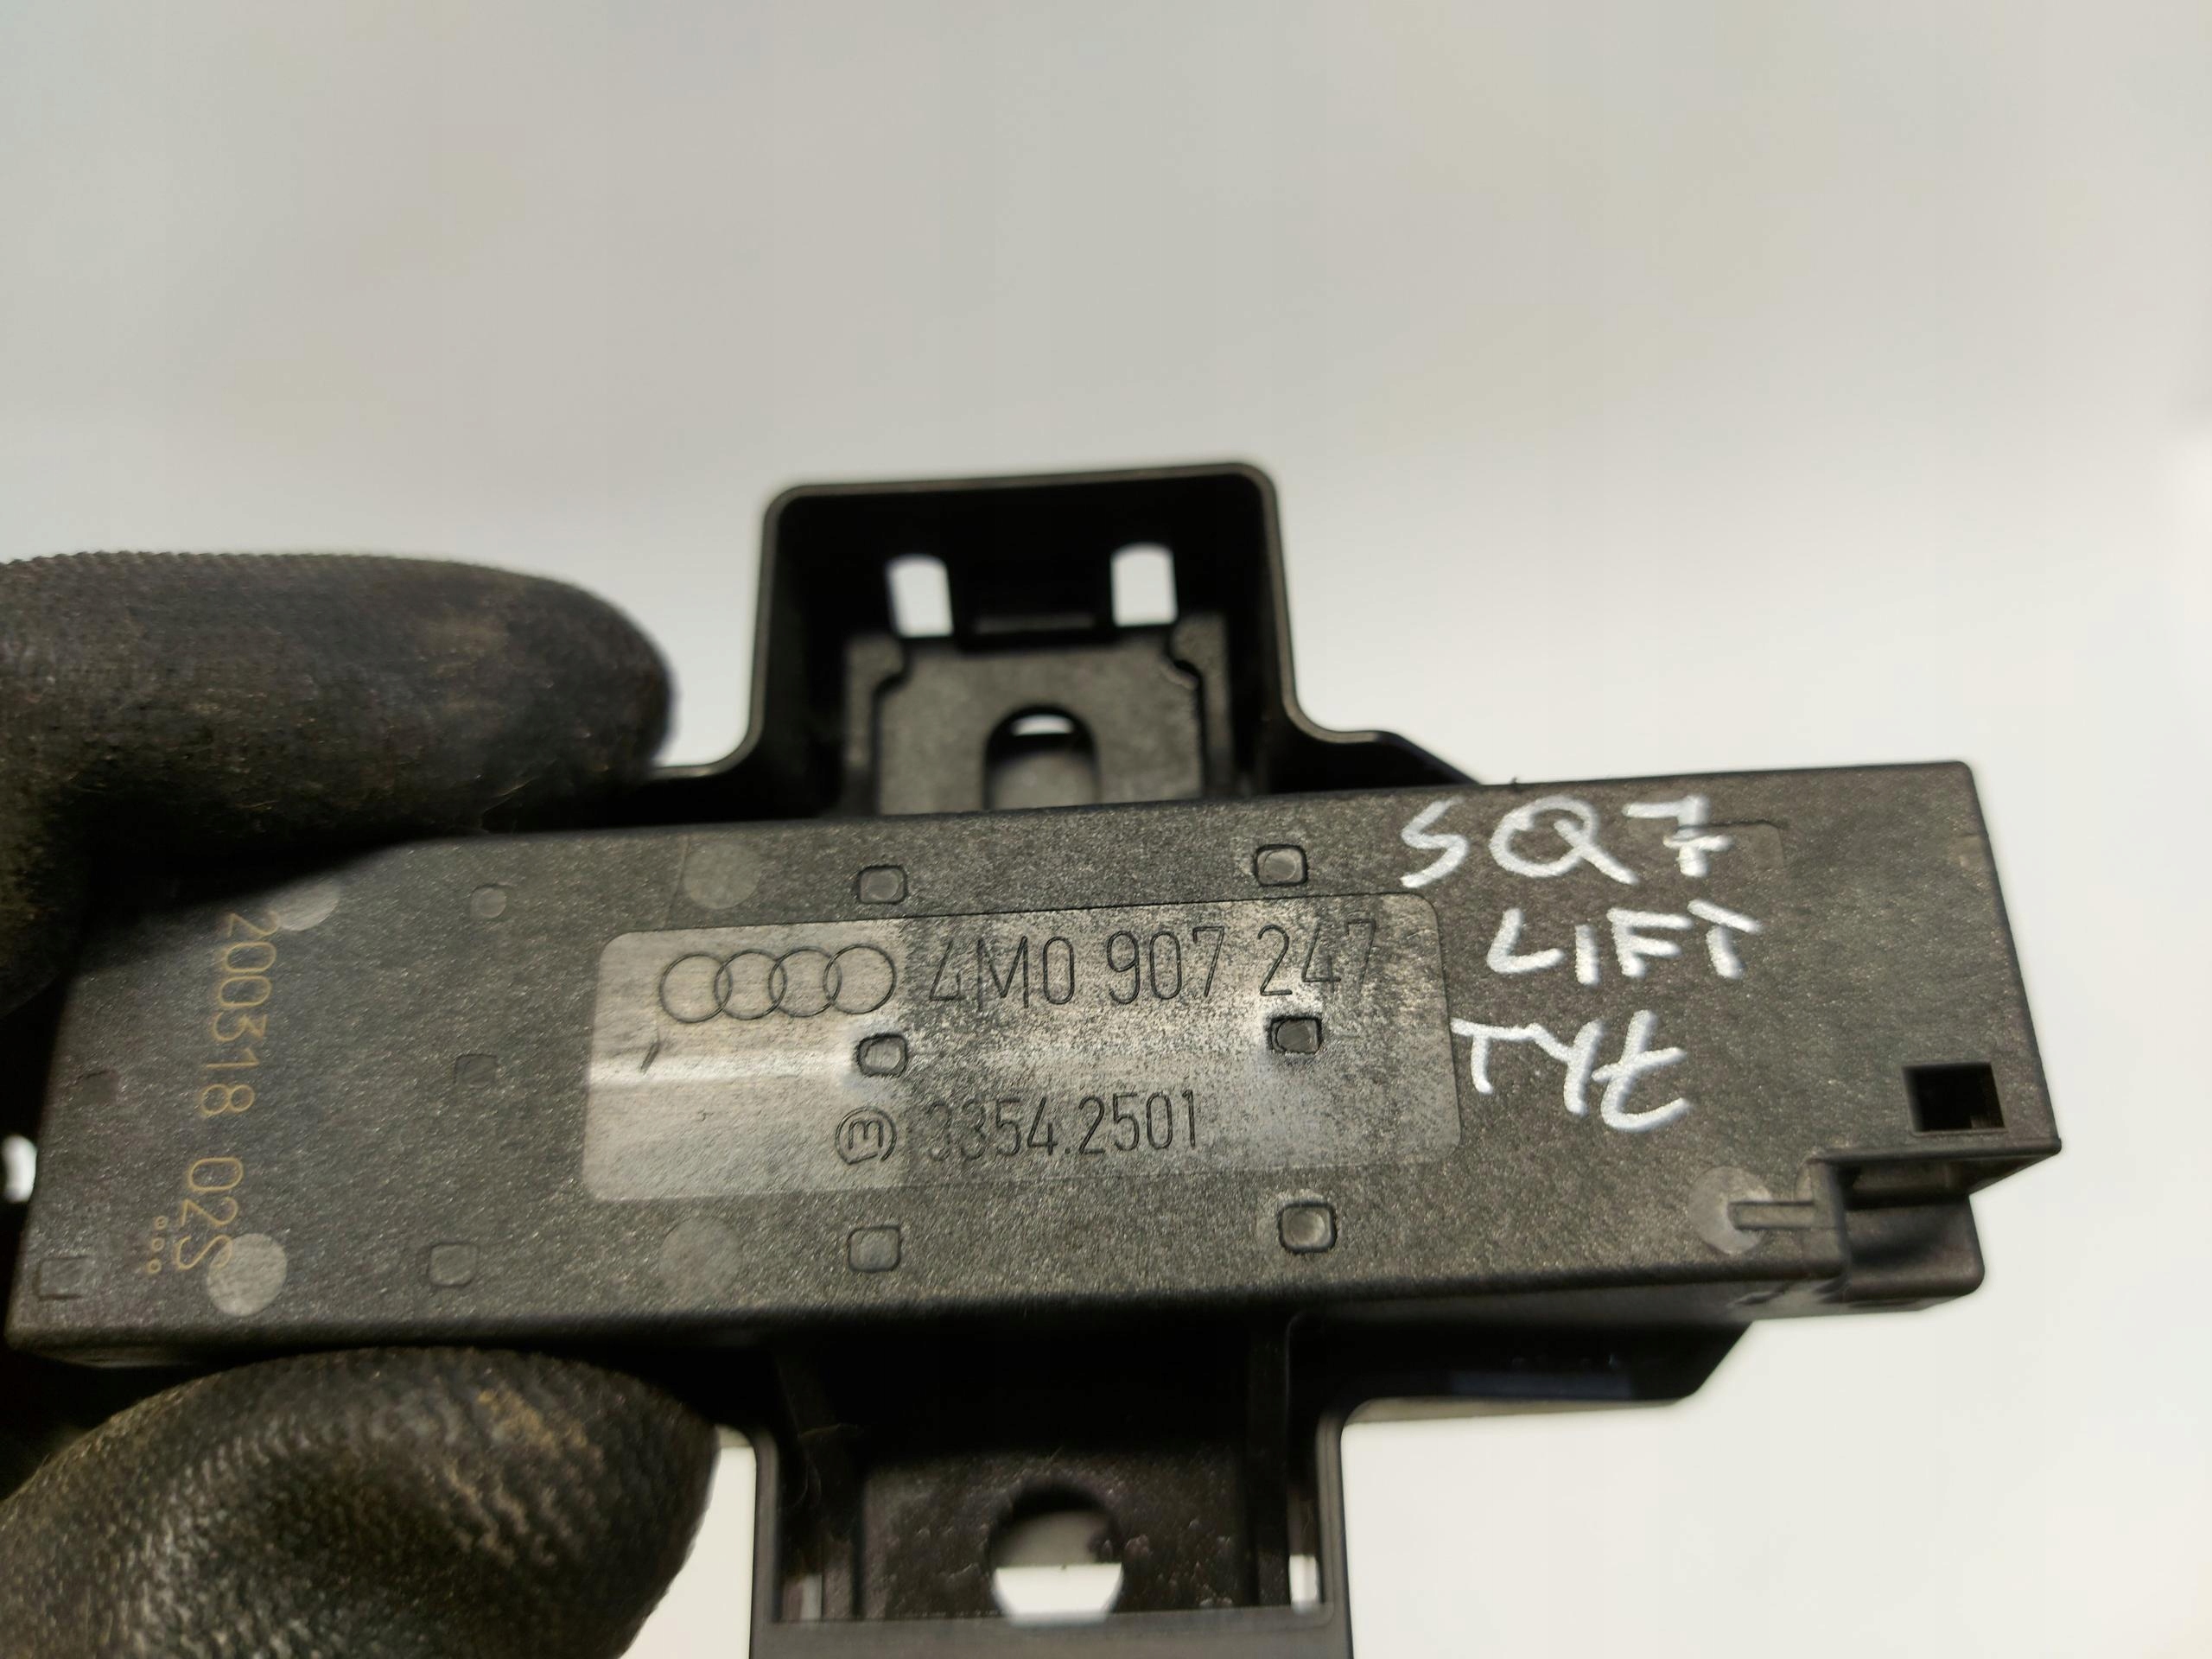 SQ7
LIFT
TYŁ
4M0 907 247
3354.2501
200318 02S